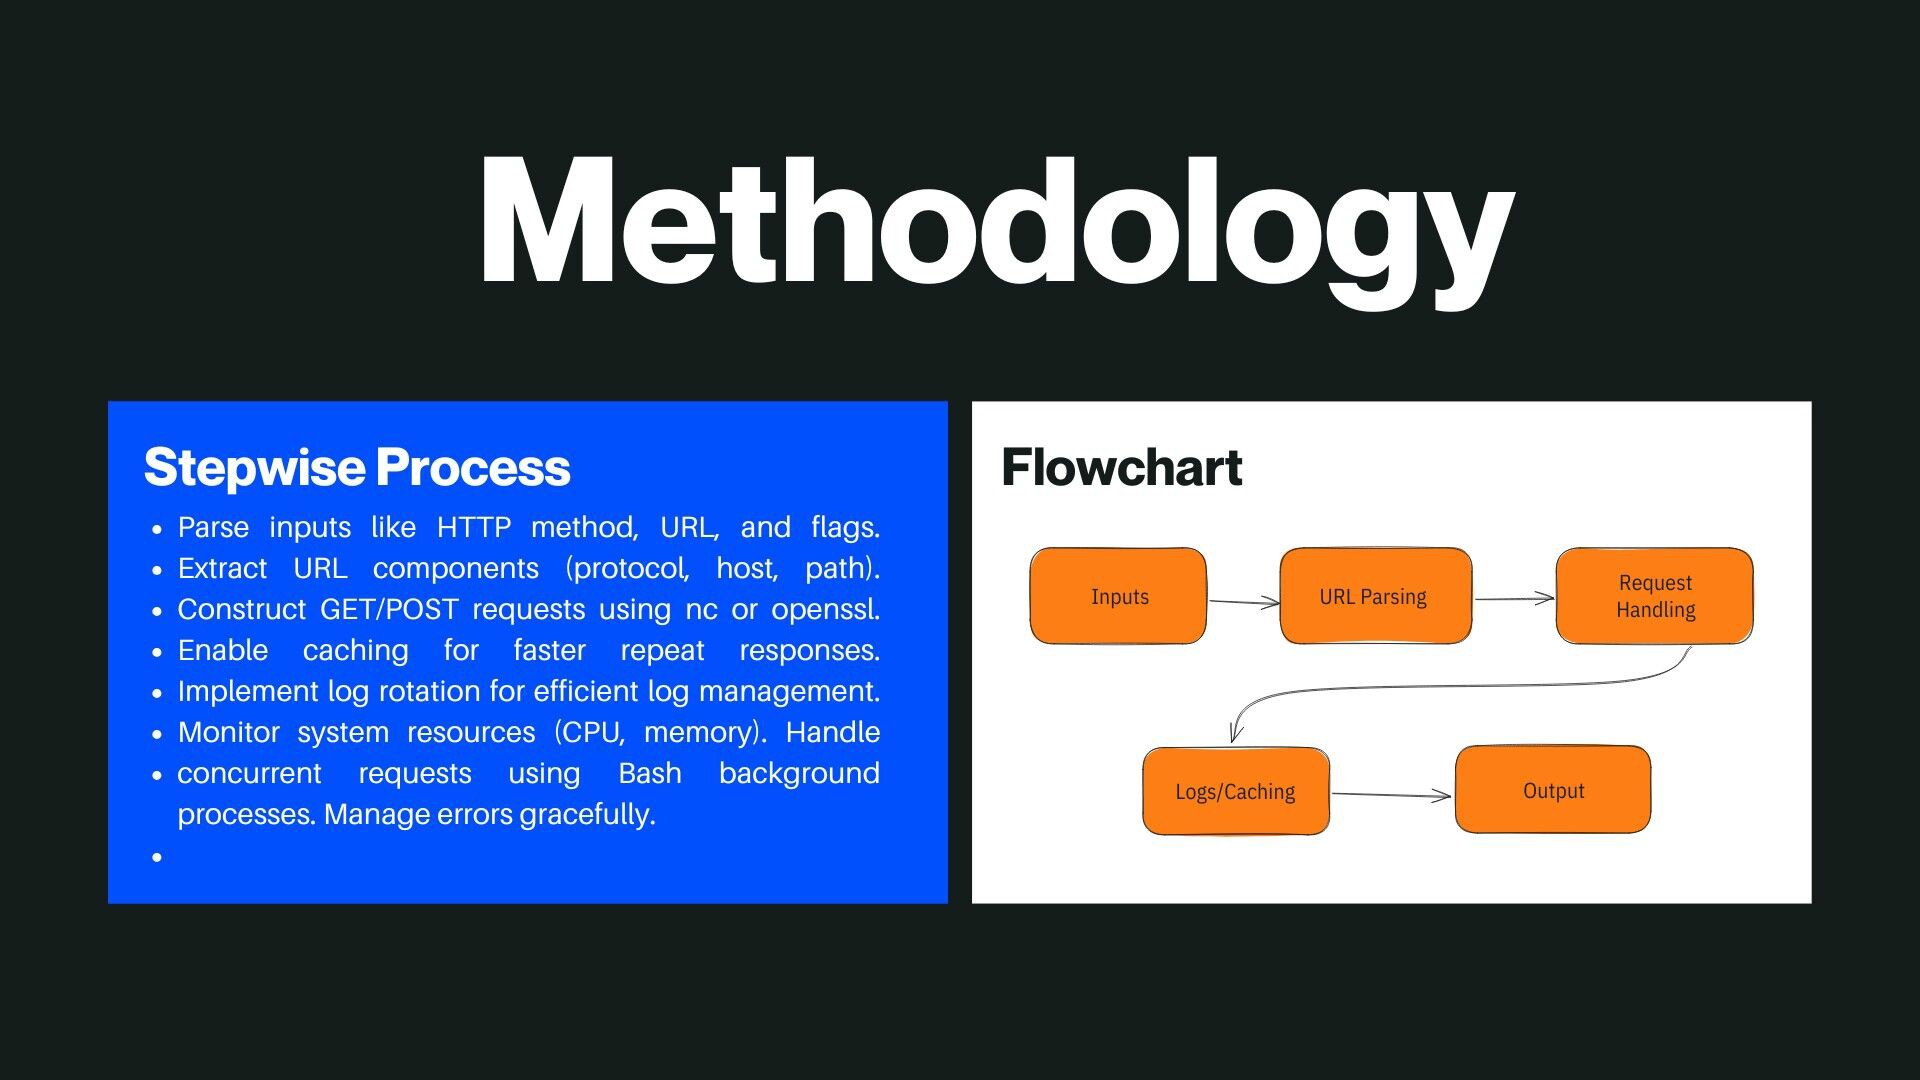 Methodology
Stepwise Process
• Parse inputs like HTTP method, URL, and flags.
• Extract URL components (protocol, host, path).
• Construct GET/POST requests using nc or openssl.
• Enable caching for faster repeat responses.
• Implement log rotation for efficient log management.
• Monitor system resources (CPU, memory). Handle
• concurrent requests using Bash background
processes. Manage errors gracefully.
•
Flowchart
Inputs
URL Parsing
Request
Handling
Logs/Caching
Output